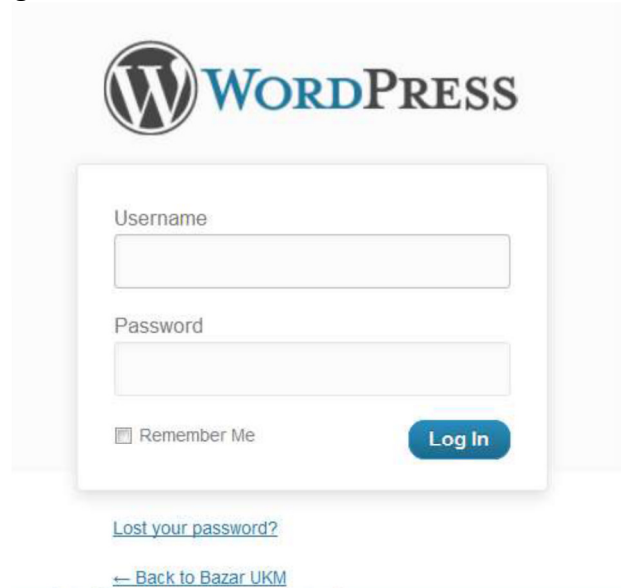 WORDPRESS
Username
Password
Remember Me
Log In
Lost your password?
← Back to Bazar UKM